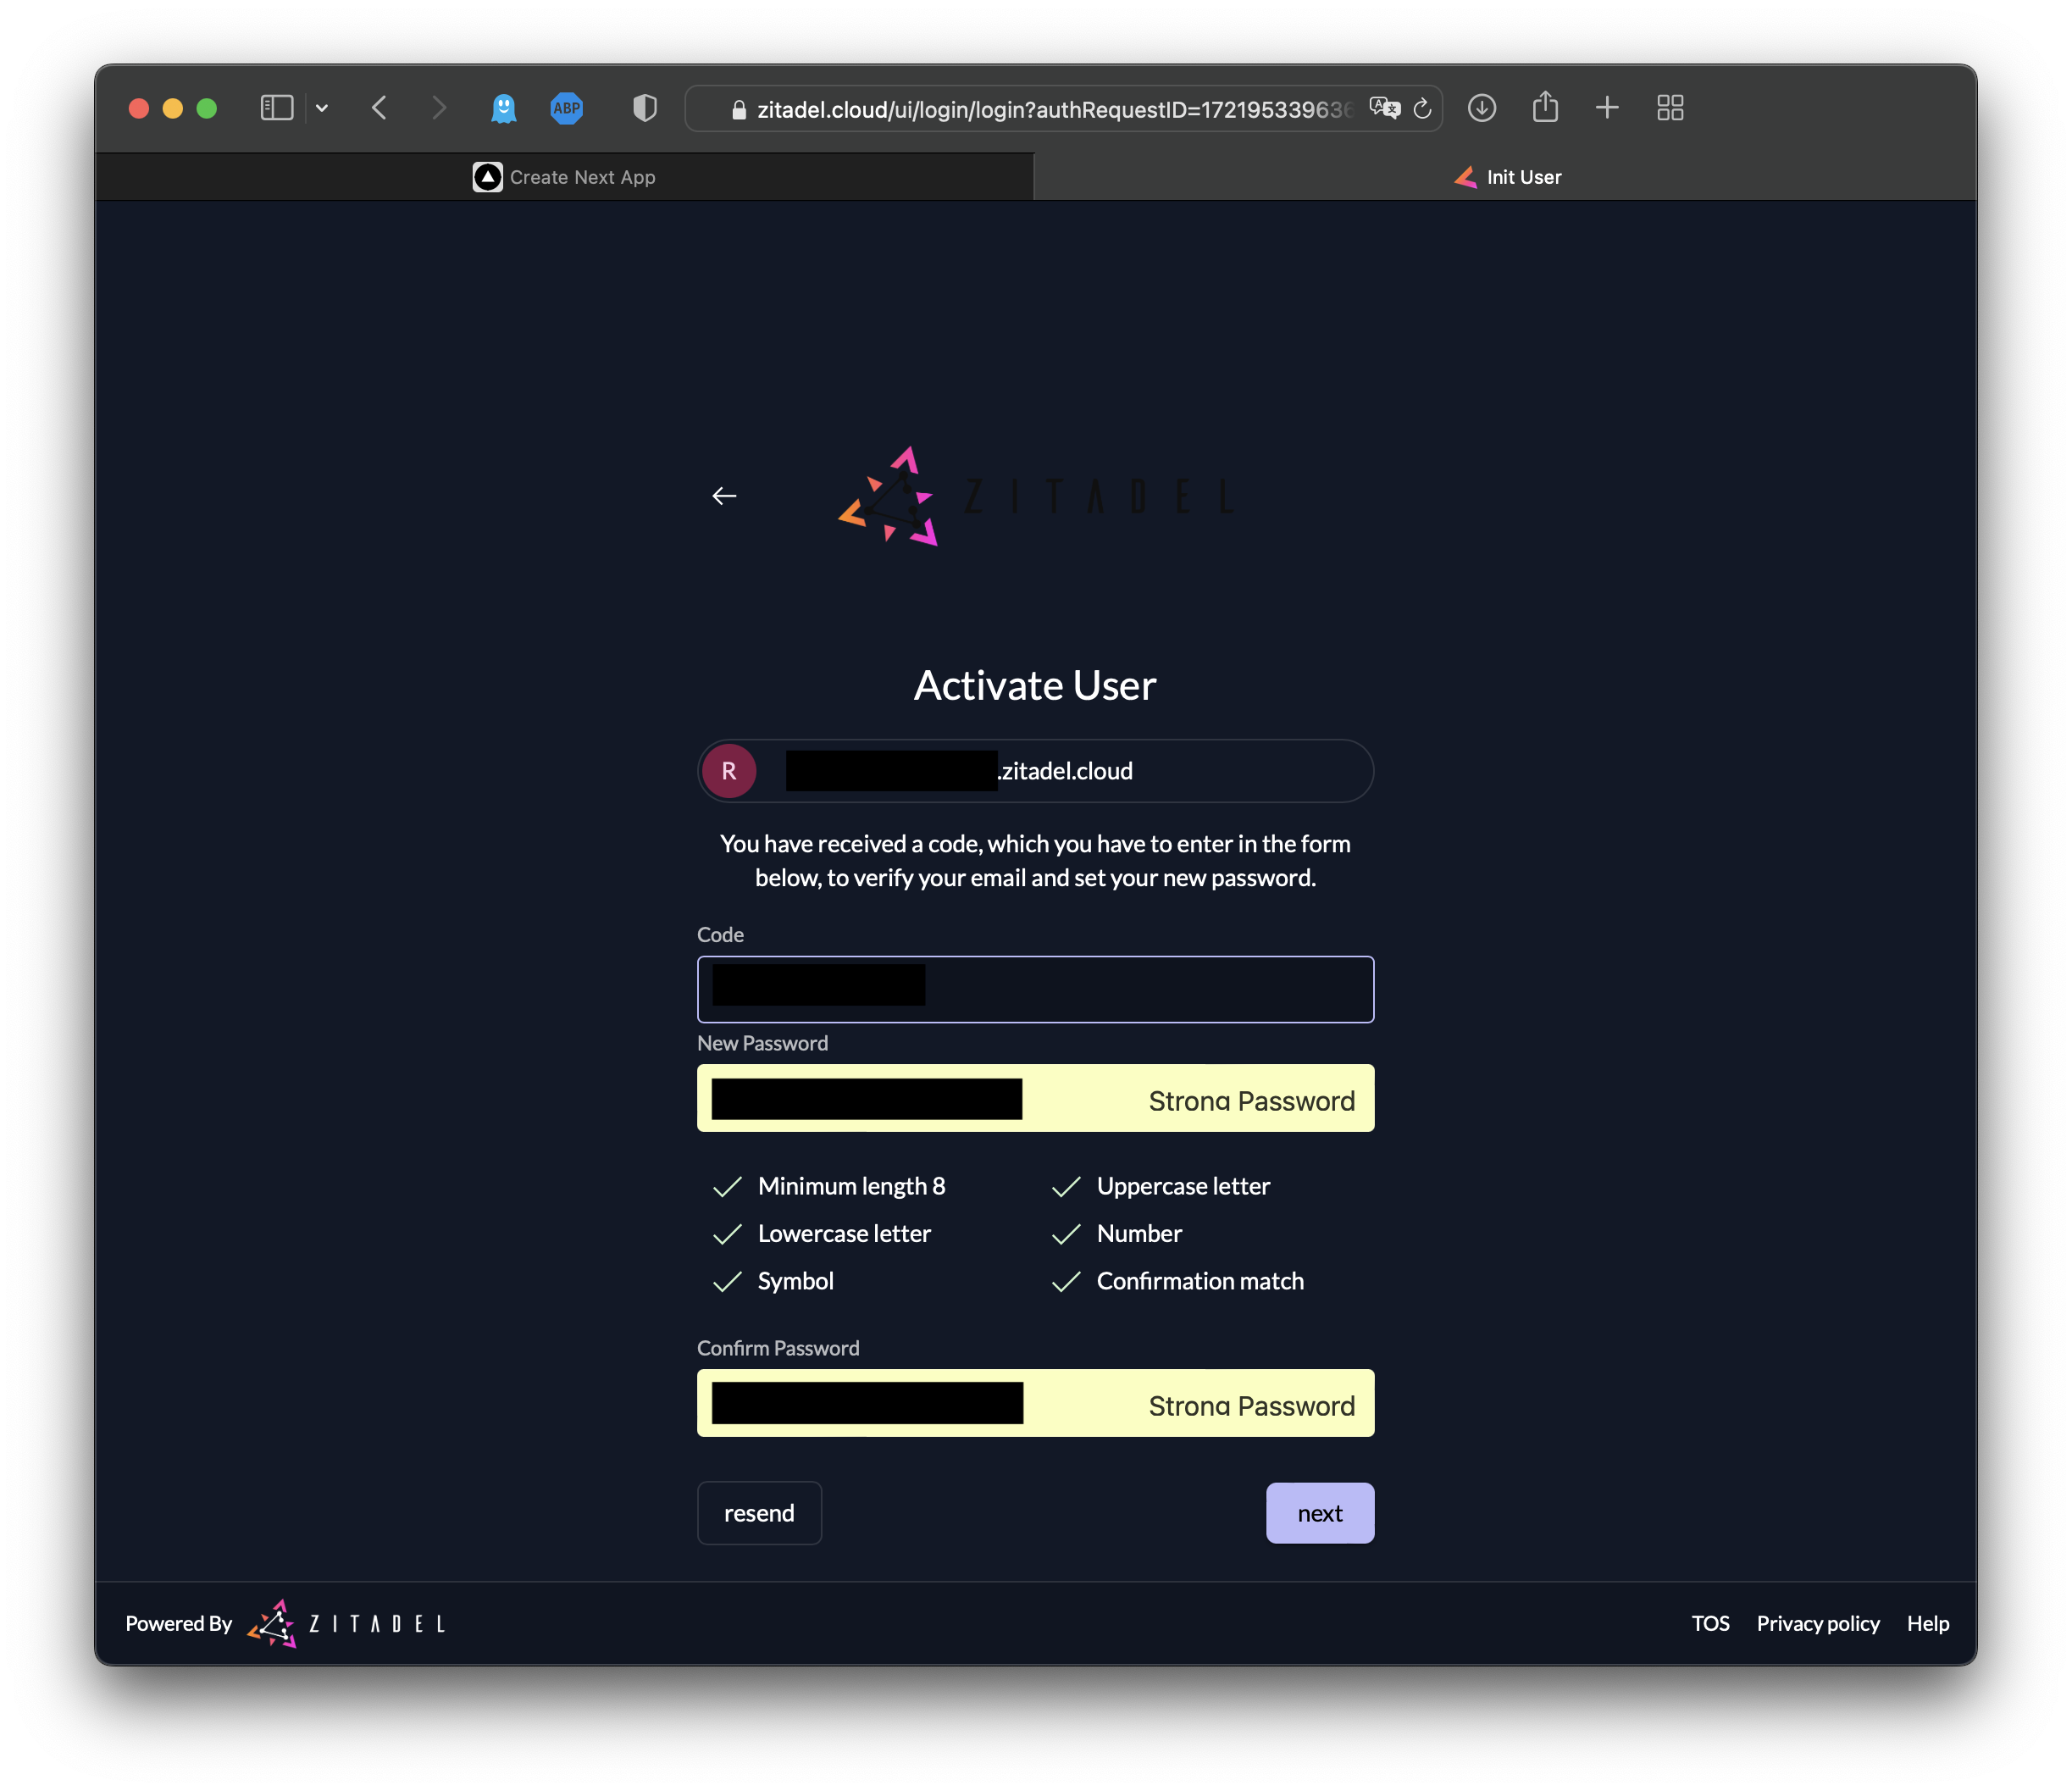 ABP
zitadel.cloud/ui/login/login?authRequestID=172195339636
Create Next App
Init User
ZITADEL
Activate User
R
.zitadel.cloud
You have received a code, which you have to enter in the form
below, to verify your email and set your new password.
Code
New Password
Strong Password
Minimum length 8
Uppercase letter
Lowercase letter
Number
Symbol
Confirmation match
Confirm Password
Strong Password
resend
next
Powered By ZITADEL
TOS Privacy policy Help